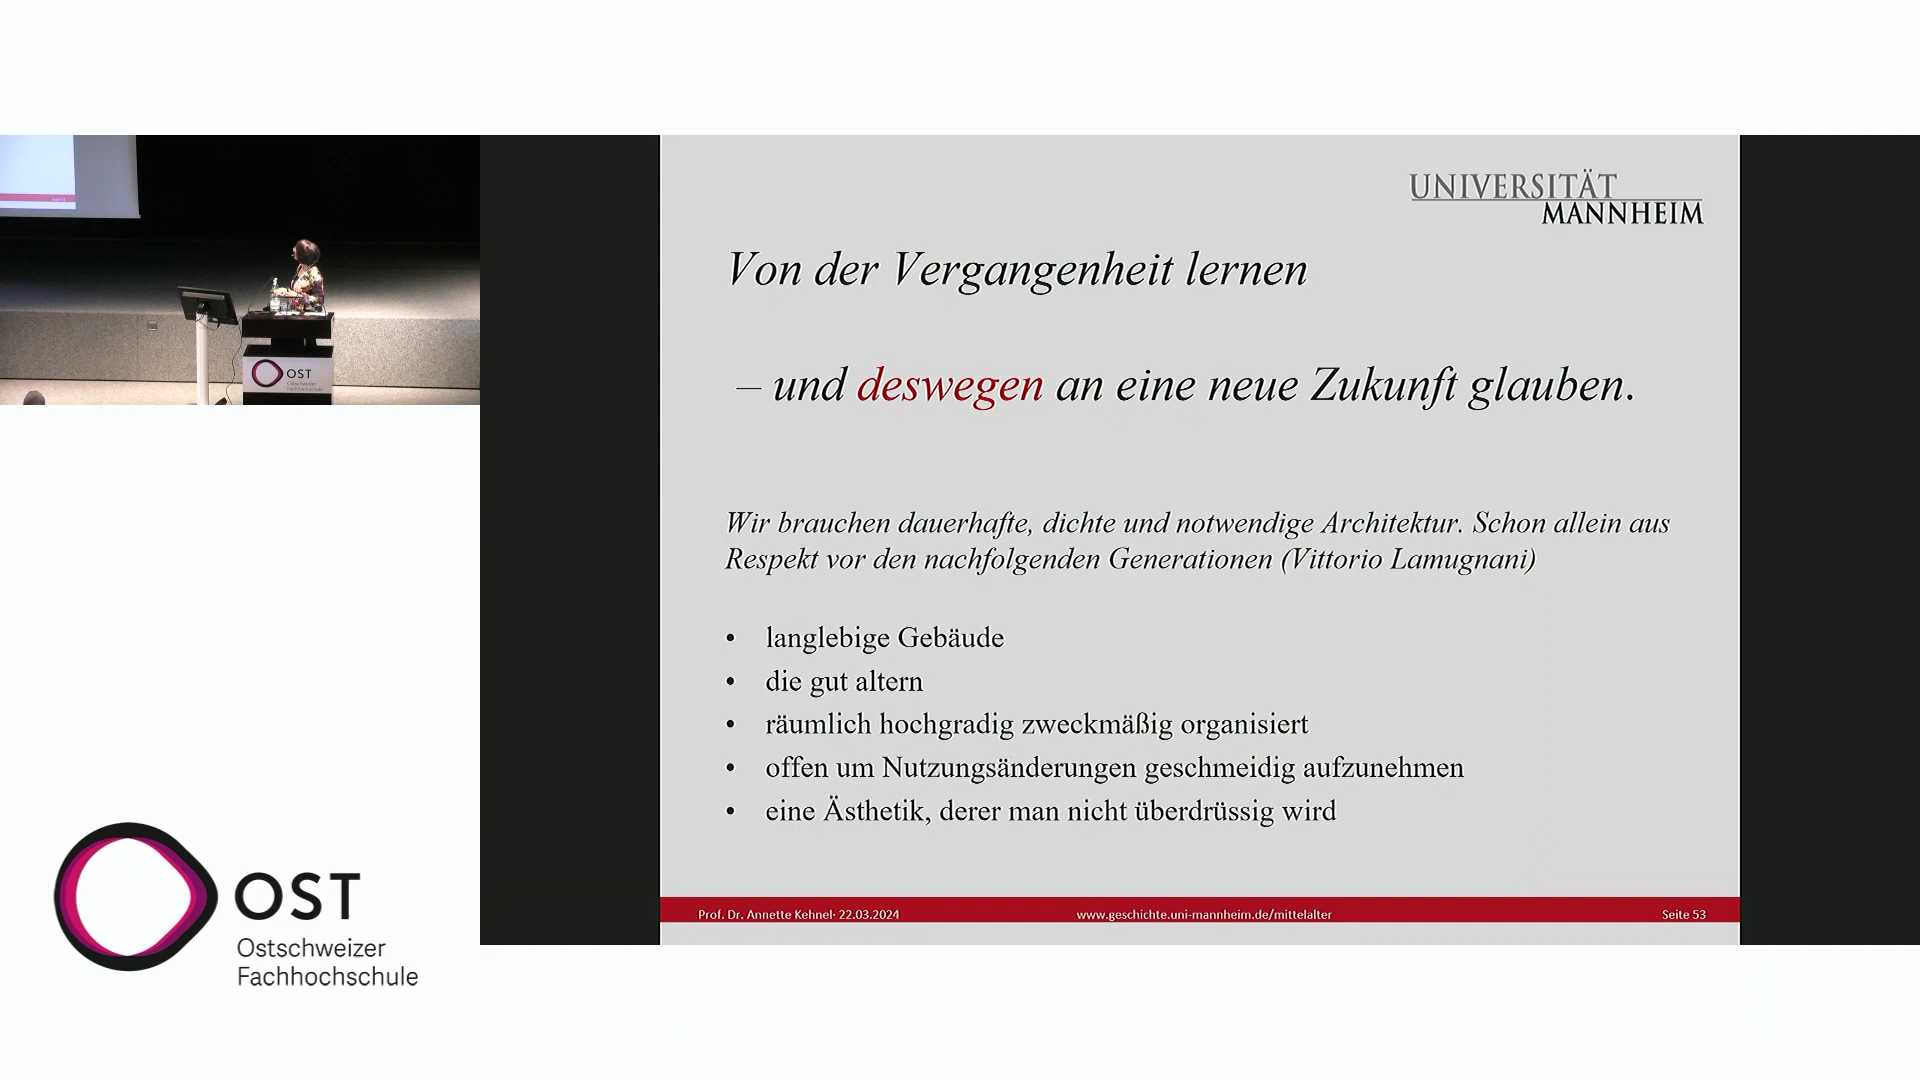 UNIVERSITÄT
MANNHEIM
Von der Vergangenheit lernen
– und deswegen an eine neue Zukunft glauben.
Wir brauchen dauerhafte, dichte und notwendige Architektur. Schon allein aus
Respekt vor den nachfolgenden Generationen (Vittorio Lamugnani)
• langlebige Gebäude
• die gut altern
• räumlich hochgradig zweckmäßig organisiert
• offen um Nutzungsänderungen geschmeidig aufzunehmen
• eine Ästhetik, derer man nicht überdrüssig wird
Prof. Dr. Annette Kehnel· 22.03.2024
www.geschichte.uni-mannheim.de/mittelalter
Seite 53
OST
Ostschweizer
Fachhochschule
OST
Ostschweizer
Fachhochschule